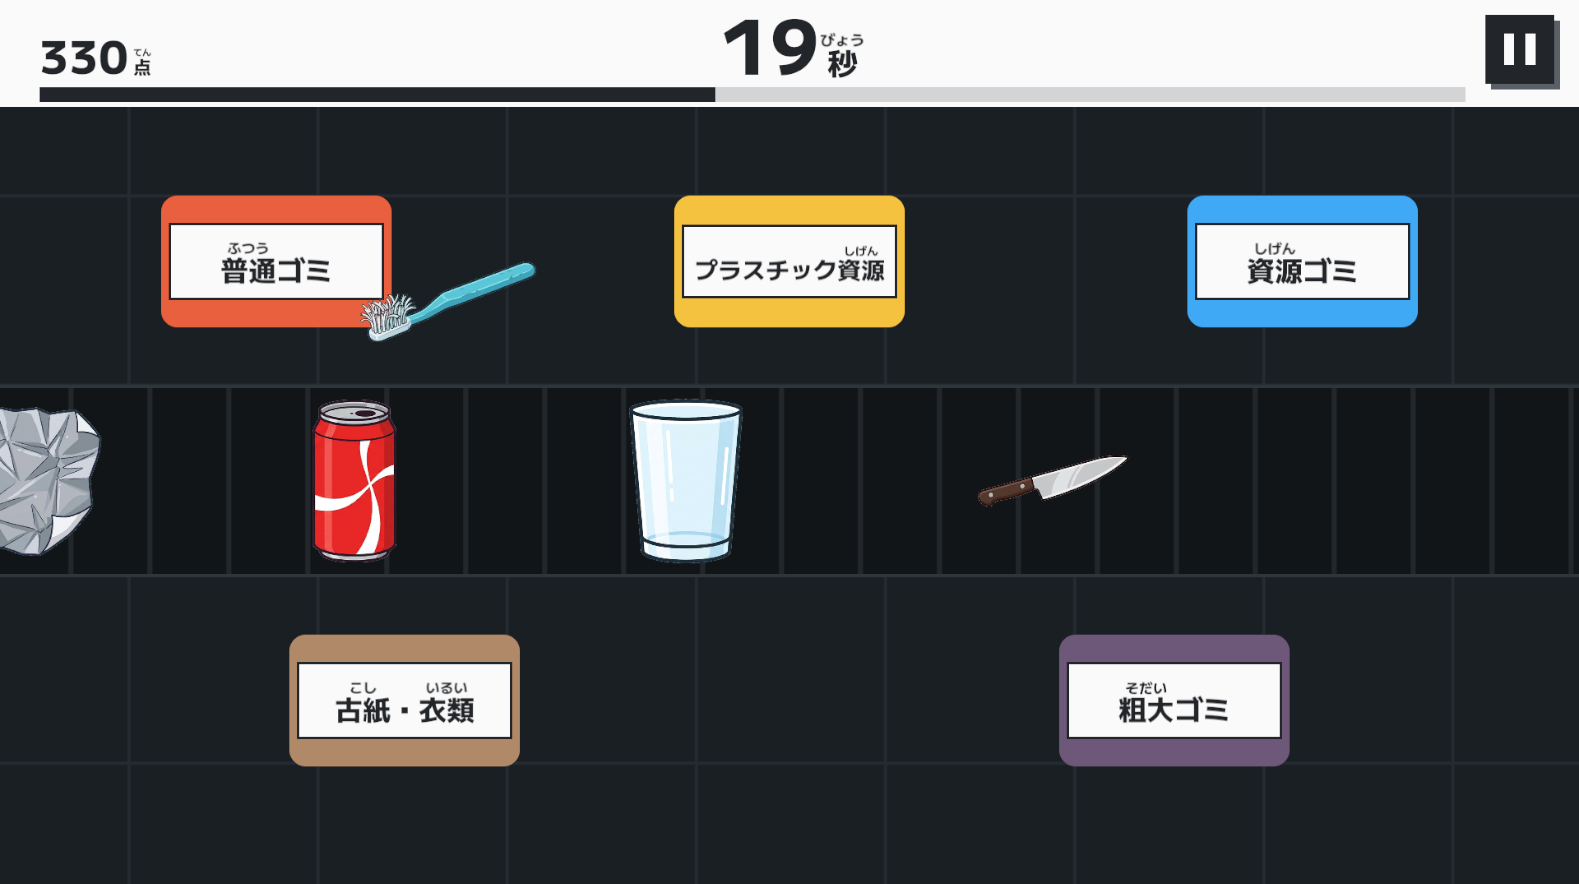 330点
てん
19秒
びょう
ふつう
普通ゴミ
しげん
プラスチック資源
しげん
資源ゴミ
こし いるい
古紙・衣類
そだい
粗大ゴミ